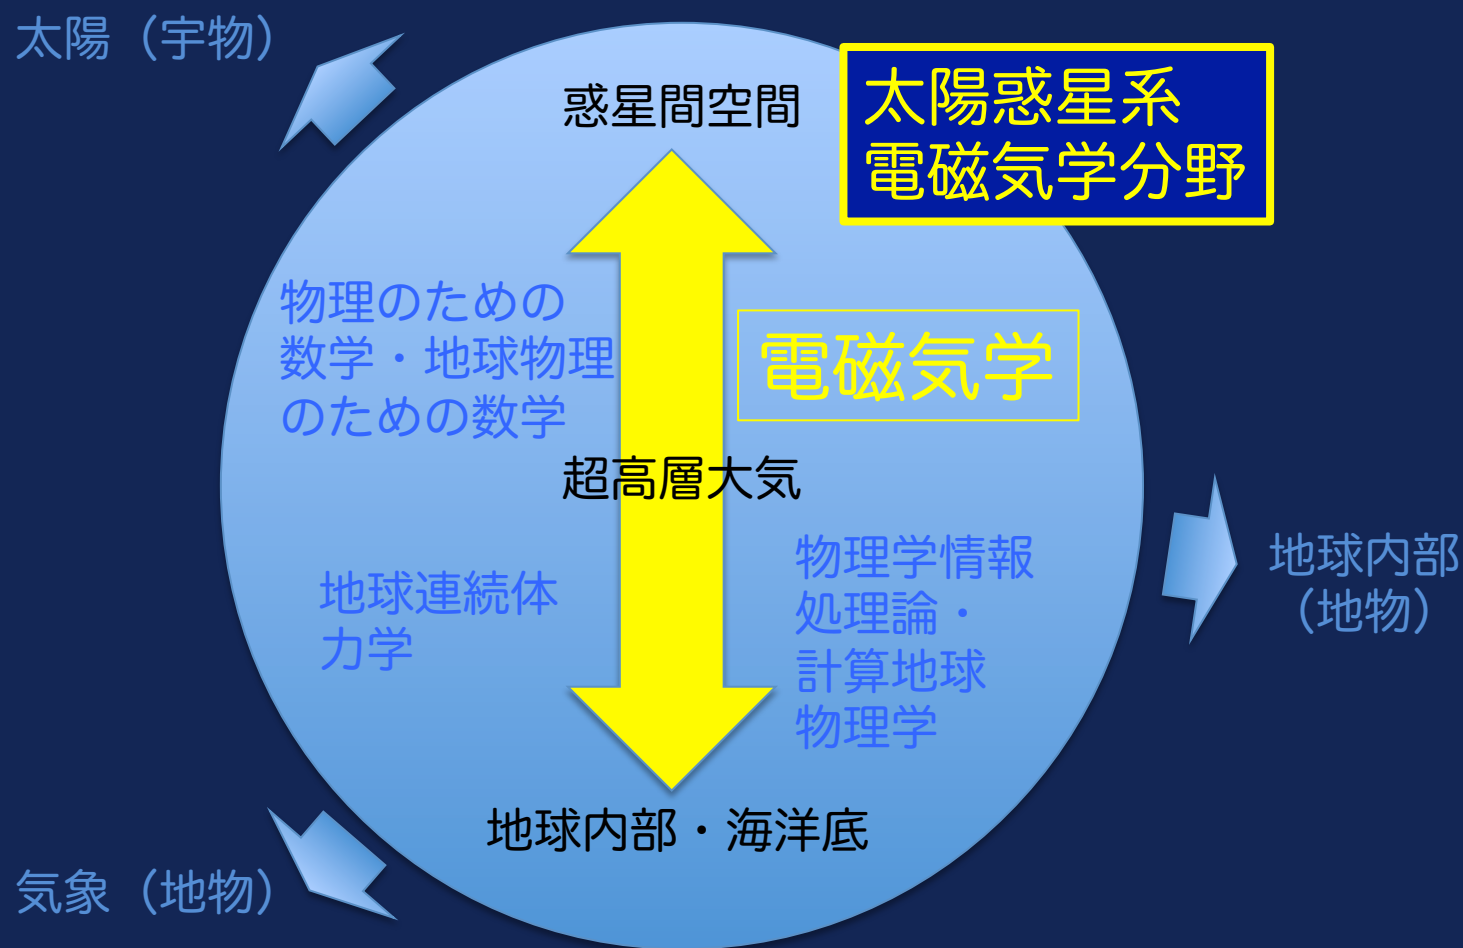 太陽（宇物）
惑星間空間
太陽惑星系
電磁気学分野
物理のための
数学・地球物理
のための数学
電磁気学
超高層大気
地球連続体
力学
物理学情報
処理論・
計算地球
物理学
地球内部
（地物）
地球内部・海洋底
気象（地物）